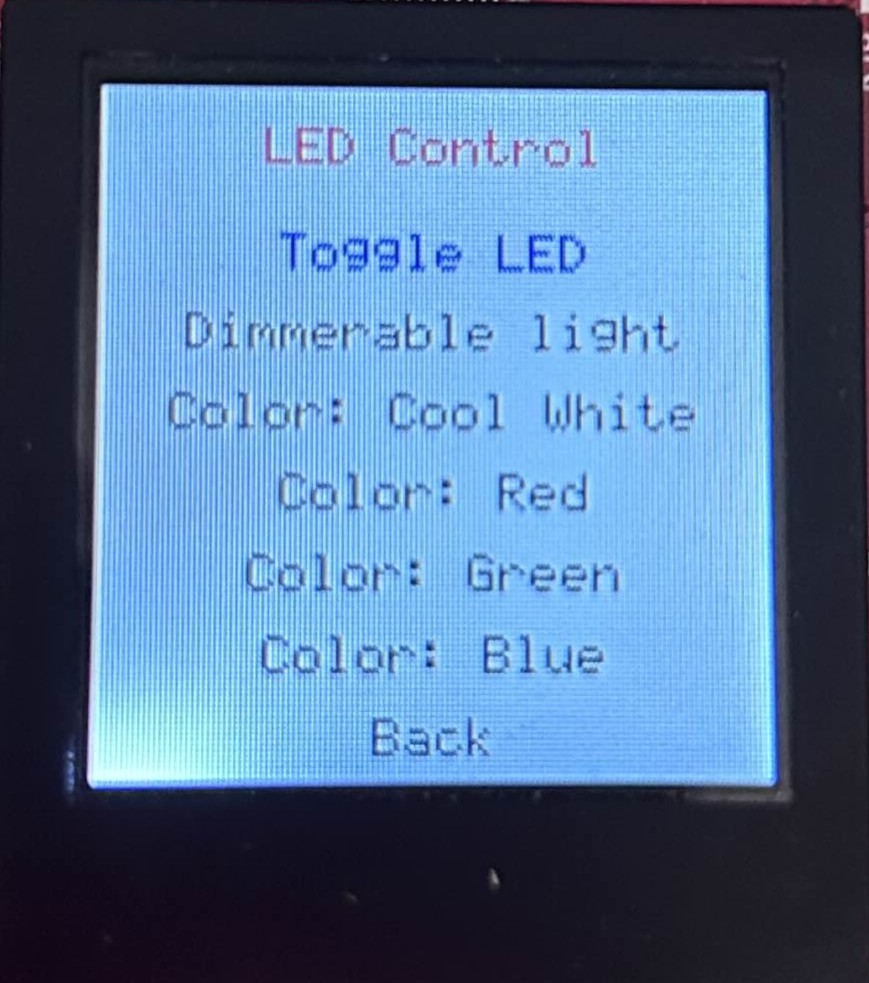 LED Control
Toggle LED
Dimmerable light
Color: Cool White
Color: Red
Color: Green
Color: Blue
Back